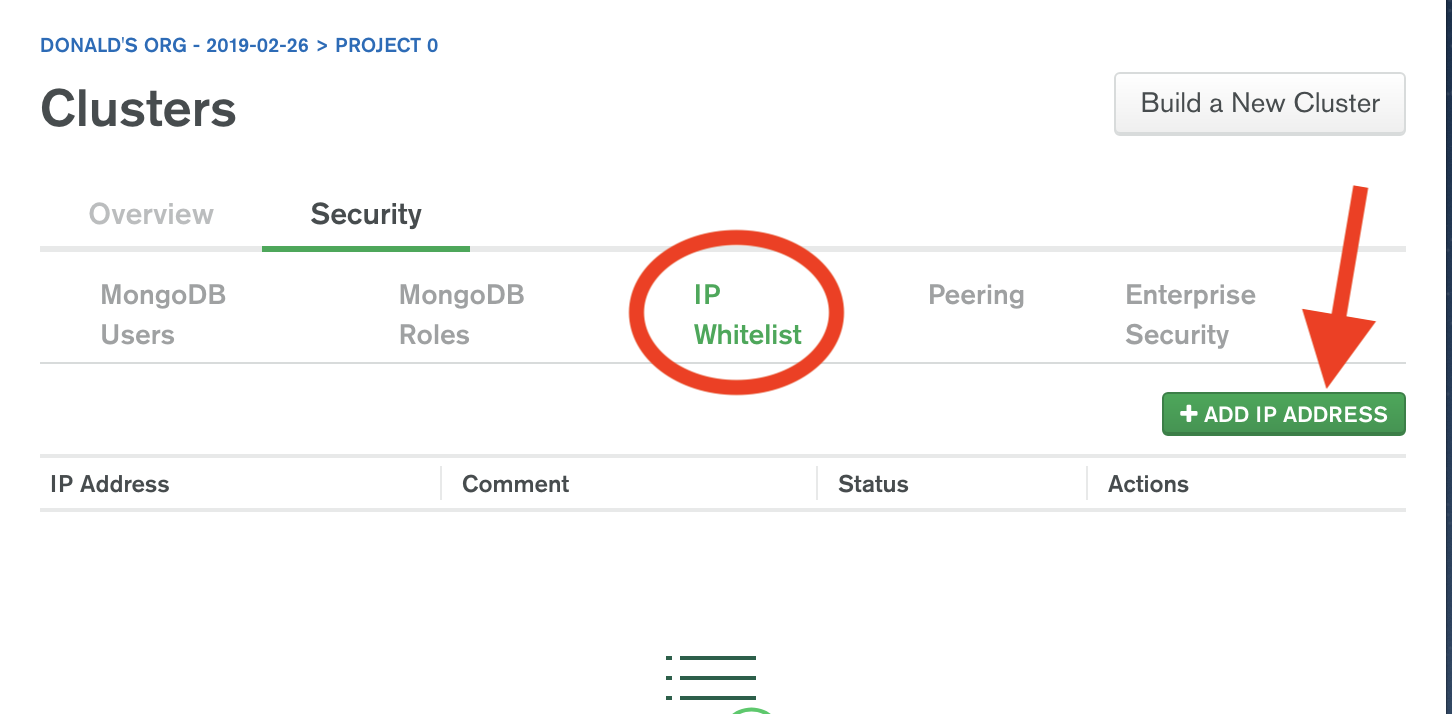 DONALD'S ORG - 2019-02-26 > PROJECT 0
Clusters
Build a New Cluster
Overview
Security
MongoDB
Users
MongoDB
Roles
IP
Whitelist
Peering
Enterprise
Security
+ ADD IP ADDRESS
IP Address
Comment
Status
Actions